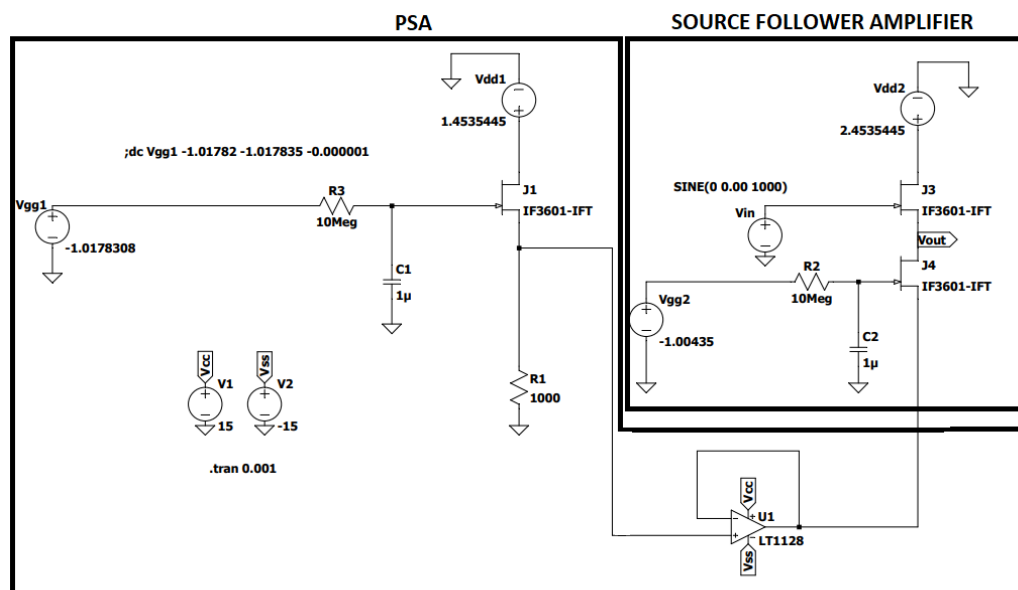 PSA
SOURCE FOLLOWER AMPLIFIER
Vdd1
1.4535445
Vdd2
2.4535445
;dc Vgg1 -1.01782 -1.017835 -0.000001
Vgg1
-1.0178308
R3
10Meg
J1
IF3601-IFT
C1
1µ
R1
1000
SINE(0 0.00 1000)
Vin
J3
IF3601-IFT
Vout
J4
IF3601-IFT
R2
10Meg
Vgg2
-1.00435
C2
1µ
Vcc
V1
15
Vss
V2
-15
.tran 0.001
Vcc
U1
LT1128
Vss